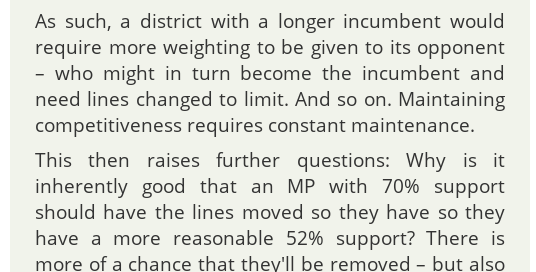 As such, a district with a longer incumbent would
require more weighting to be given to its opponent
– who might in turn become the incumbent and
need lines changed to limit. And so on. Maintaining
competitiveness requires constant maintenance.
This then raises further questions: Why is it
inherently good that an MP with 70% support
should have the lines moved so they have so they
have a more reasonable 52% support? There is
more of a chance that they'll be removed – but also